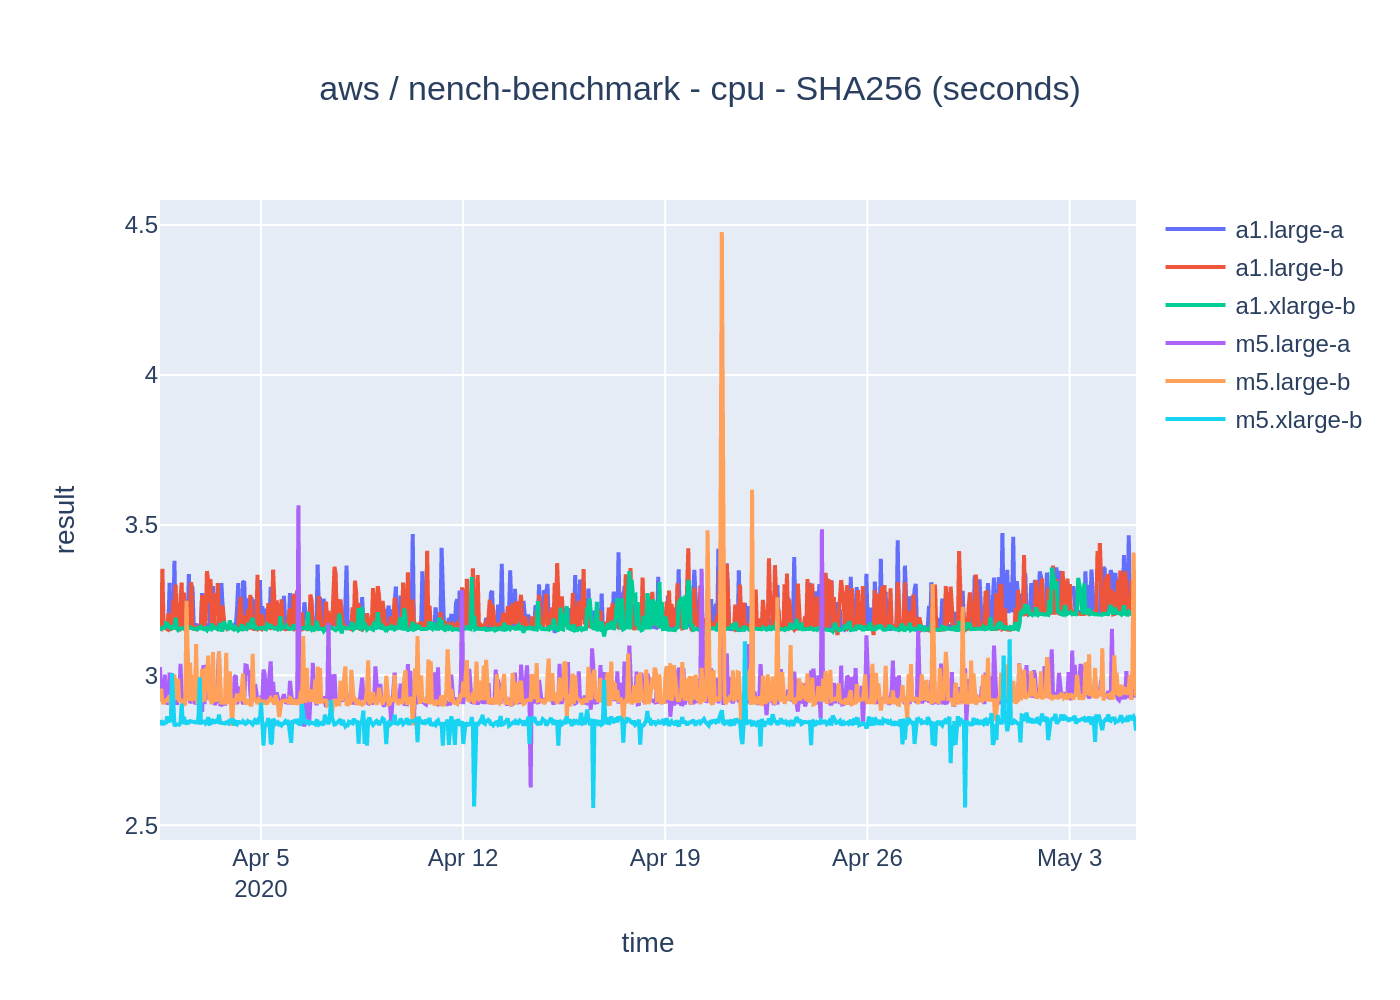 aws / nench-benchmark - cpu - SHA256 (seconds)
4.5
4
3.5
3
2.5
result
Apr 5
2020
Apr 12
Apr 19
Apr 26
May 3
time
a1.large-a
a1.large-b
a1.xlarge-b
m5.large-a
m5.large-b
m5.xlarge-b